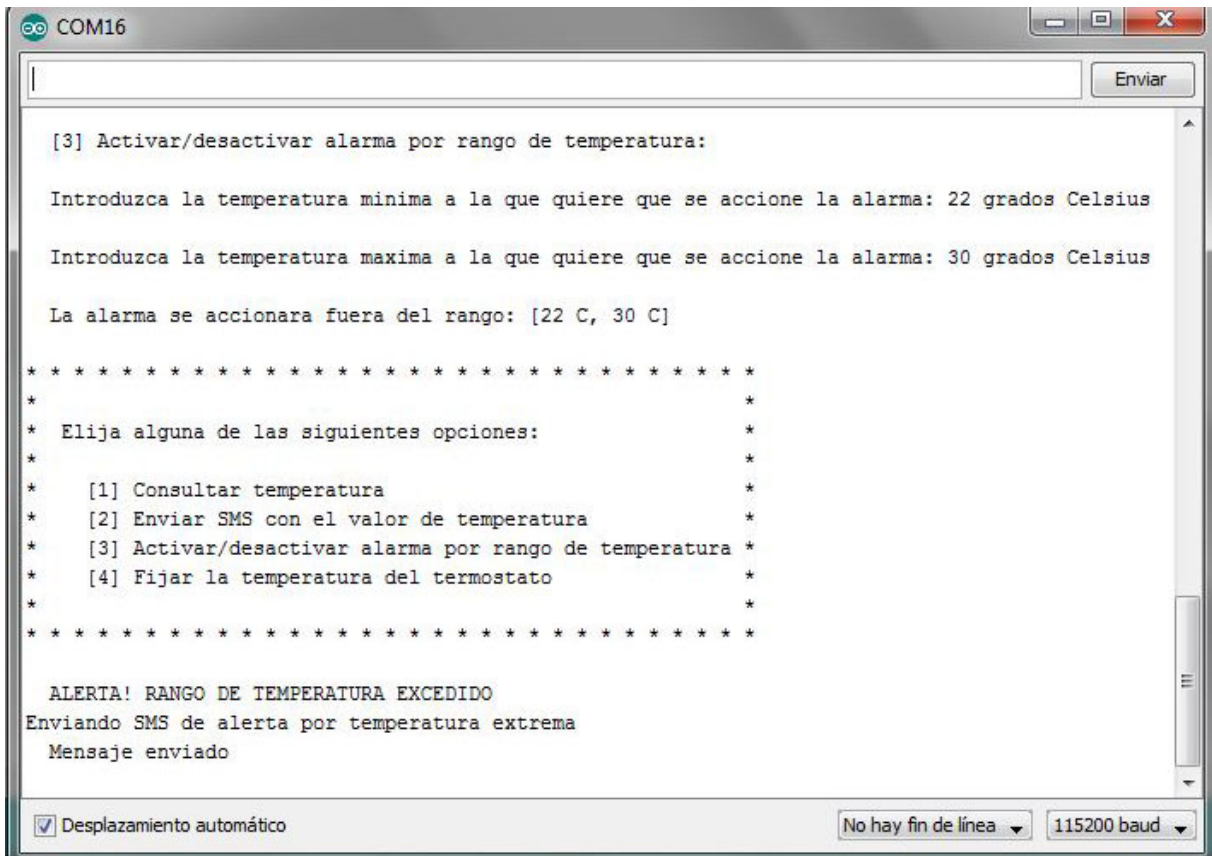 COM16
Enviar
[3] Activar/desactivar alarma por rango de temperatura:
Introduzca la temperatura minima a la que quiere que se accione la alarma: 22 grados Celsius
Introduzca la temperatura maxima a la que quiere que se accione la alarma: 30 grados Celsius
La alarma se accionara fuera del rango: [22 C, 30 C]
* * * * * * * * * * * * * * * * * * * * * * * * * * * * * * *
* *
* Elija alguna de las siguientes opciones: *
* *
* [1] Consultar temperatura *
* [2] Enviar SMS con el valor de temperatura *
* [3] Activar/desactivar alarma por rango de temperatura *
* [4] Fijar la temperatura del termostato *
* *
* * * * * * * * * * * * * * * * * * * * * * * * * * * * * * *
ALERTA! RANGO DE TEMPERATURA EXCEDIDO
Enviando SMS de alerta por temperatura extrema
Mensaje enviado
Desplazamiento automático
No hay fin de línea
115200 baud